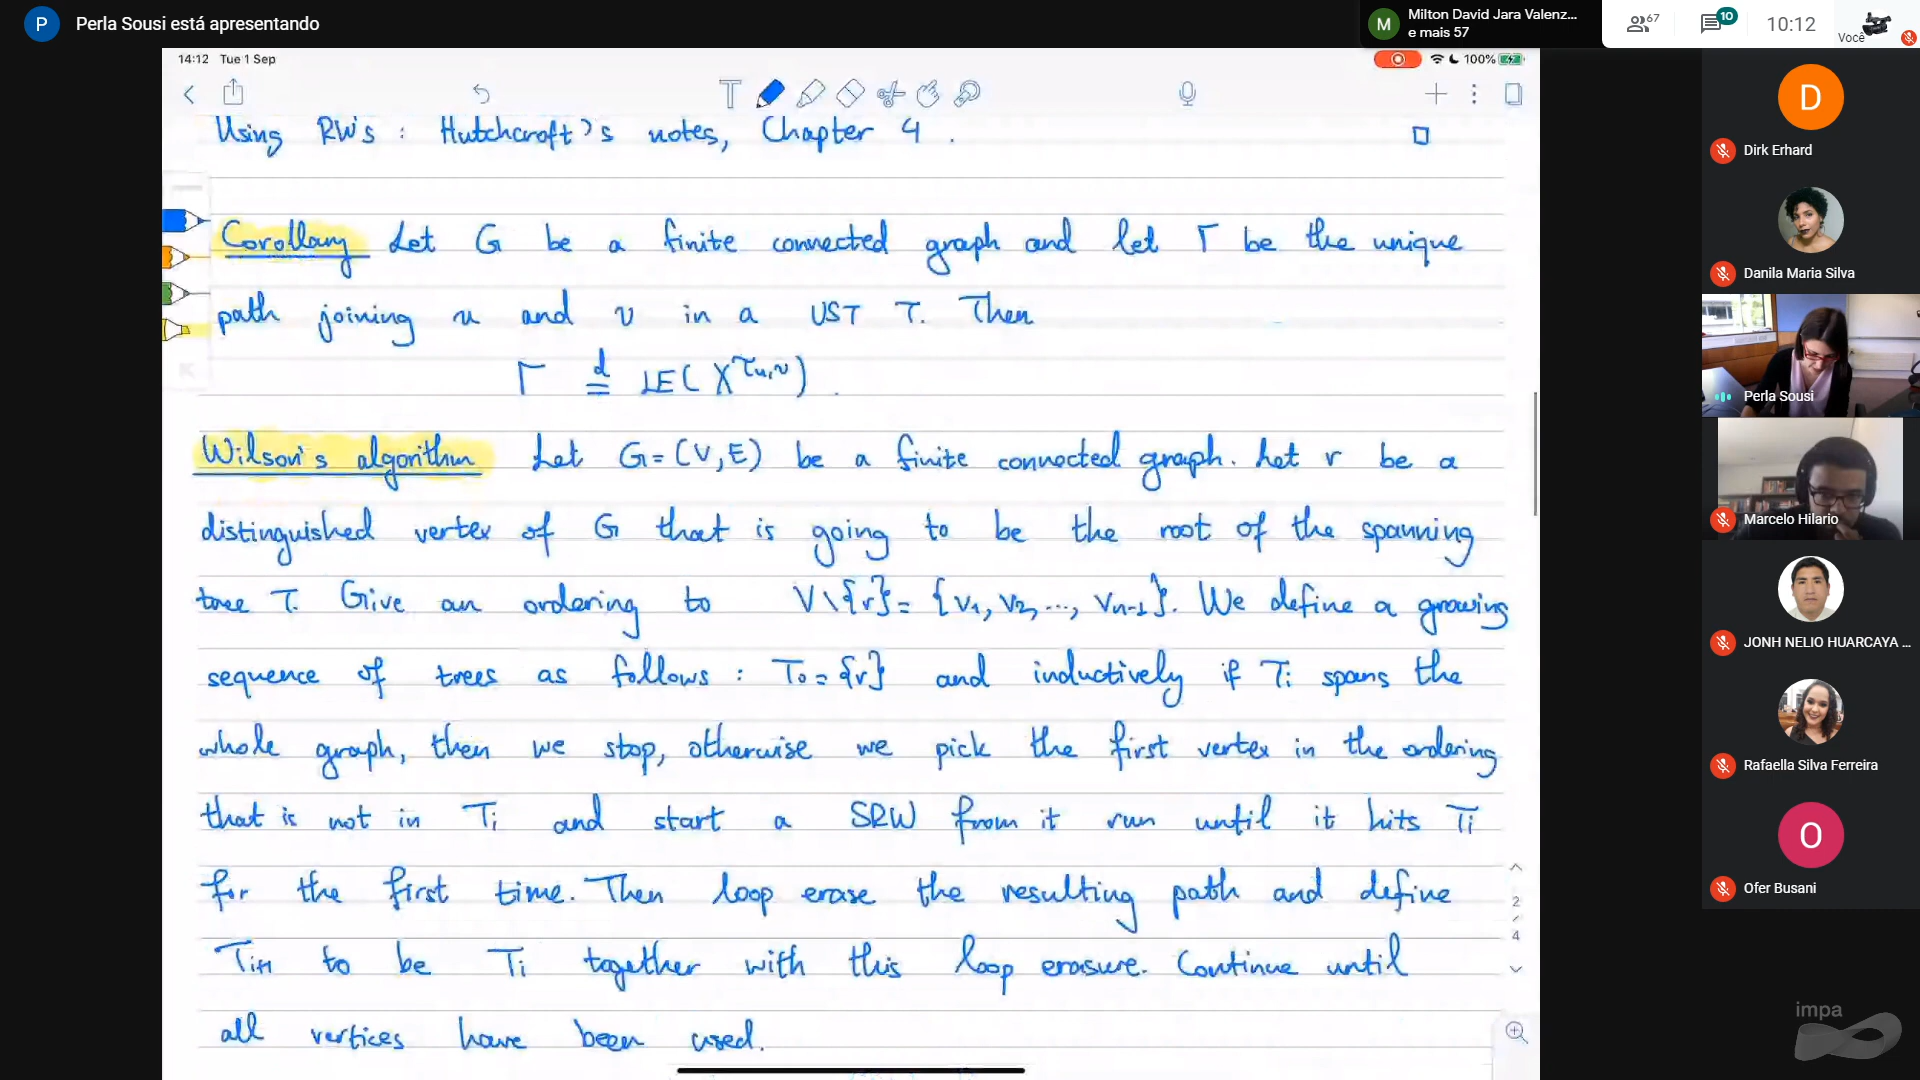 P Perla Sousi está apresentando
M Milton David Jara Valenz...
e mais 57
67
10
10:12
Você
14:12 Tue 1 Sep
100%
Using RW's : Hutchcroft's notes, Chapter 4. □
Corollary Let G be a finite connected graph and let Γ be the unique
path joining u and v in a UST T. Then
Γ d= LE(X^τu,v).
Wilson's algorithm Let G=(V,E) be a finite connected graph. Let r be a
distinguished vertex of G that is going to be the root of the spanning
tree T. Give an ordering to V\{r}={v1, v2, ..., vn-1}. We define a growing
sequence of trees as follows : T0={r} and inductively if Ti spans the
whole graph, then we stop, otherwise we pick the first vertex in the ordering
that is not in Ti and start a SRW from it run until it hits Ti
for the first time. Then loop erase the resulting path and define
Ti+1 to be Ti together with this loop erasure. Continue until
all vertices have been used.
2
4
D
Dirk Erhard
Danila Maria Silva
Perla Sousi
Marcelo Hilario
JONH NELIO HUARCAYA ...
Rafaella Silva Ferreira
O
Ofer Busani
impa